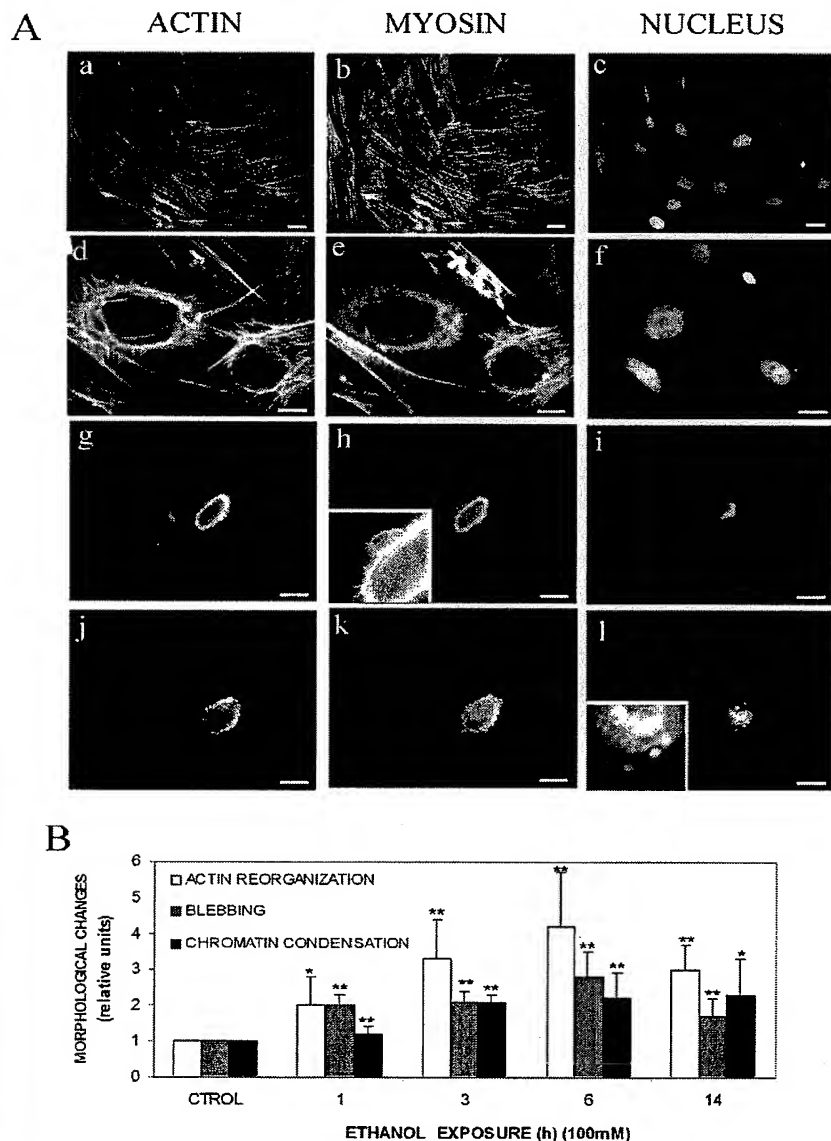 A
ACTIN MYOSIN NUCLEUS
a b c
d e f
g h i
j k l
B
MORPHOLOGICAL CHANGES
(relative units)
6
5
4
3
2
1
0
ACTIN REORGANIZATION
BLEBBING
CHROMATIN CONDENSATION
* ** **
** ** **
** ** **
** ** *
CTROL 1 3 6 14
ETHANOL EXPOSURE (h) (100mM)